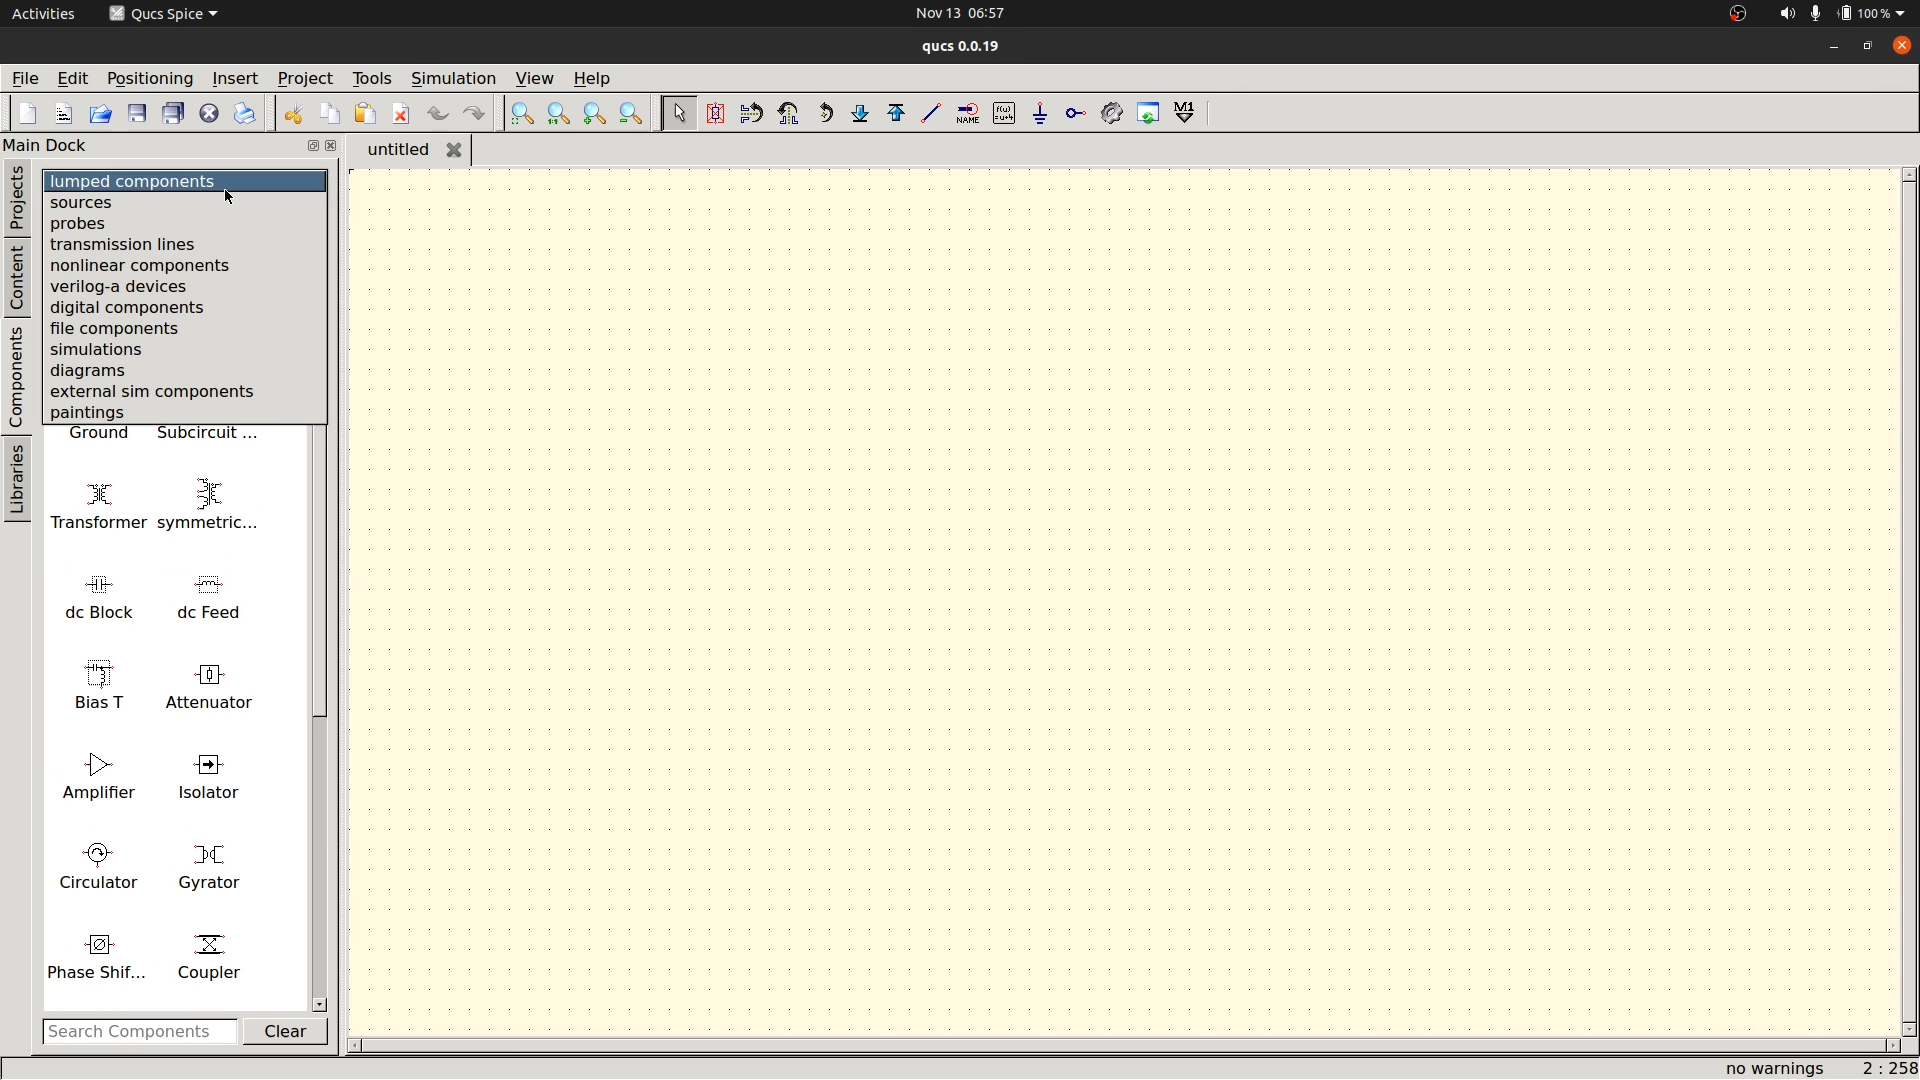 Activities Qucs Spice Nov 13 06:57 100 %
qucs 0.0.19
File Edit Positioning Insert Project Tools Simulation View Help
NAME f(u) =u+4 M1
Main Dock
untitled
Projects
Content
Components
Libraries
lumped components
sources
probes
transmission lines
nonlinear components
verilog-a devices
digital components
file components
simulations
diagrams
external sim components
paintings
Ground Subcircuit ...
Transformer symmetric...
dc Block dc Feed
Bias T Attenuator
Amplifier Isolator
Circulator Gyrator
Phase Shif... Coupler
Search Components Clear
no warnings 2 : 258